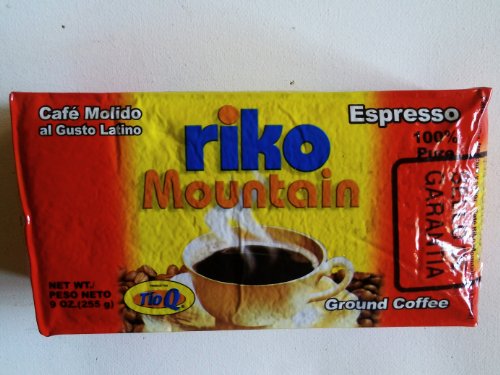 Café Molido
al Gusto Latino
riko
Mountain
Espresso
100%
Puro
GARANTIA
NET WT./
PESO NETO
9 OZ.(255 g)
Tio Q
Ground Coffee